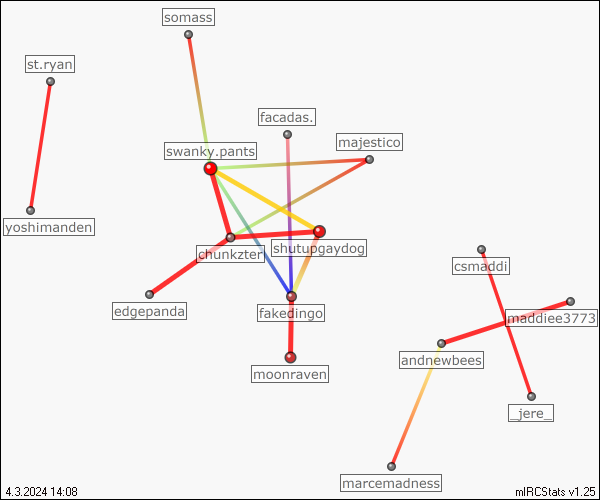 somass
st.ryan
facadas.
majestico
swanky.pants
yoshimanden
shutupgaydog
chunkzter
csmaddi
edgepanda
fakedingo
maddiee3773
andnewbees
moonraven
_jere_
marcemadness
4.3.2024 14:08
mIRCStats v1.25